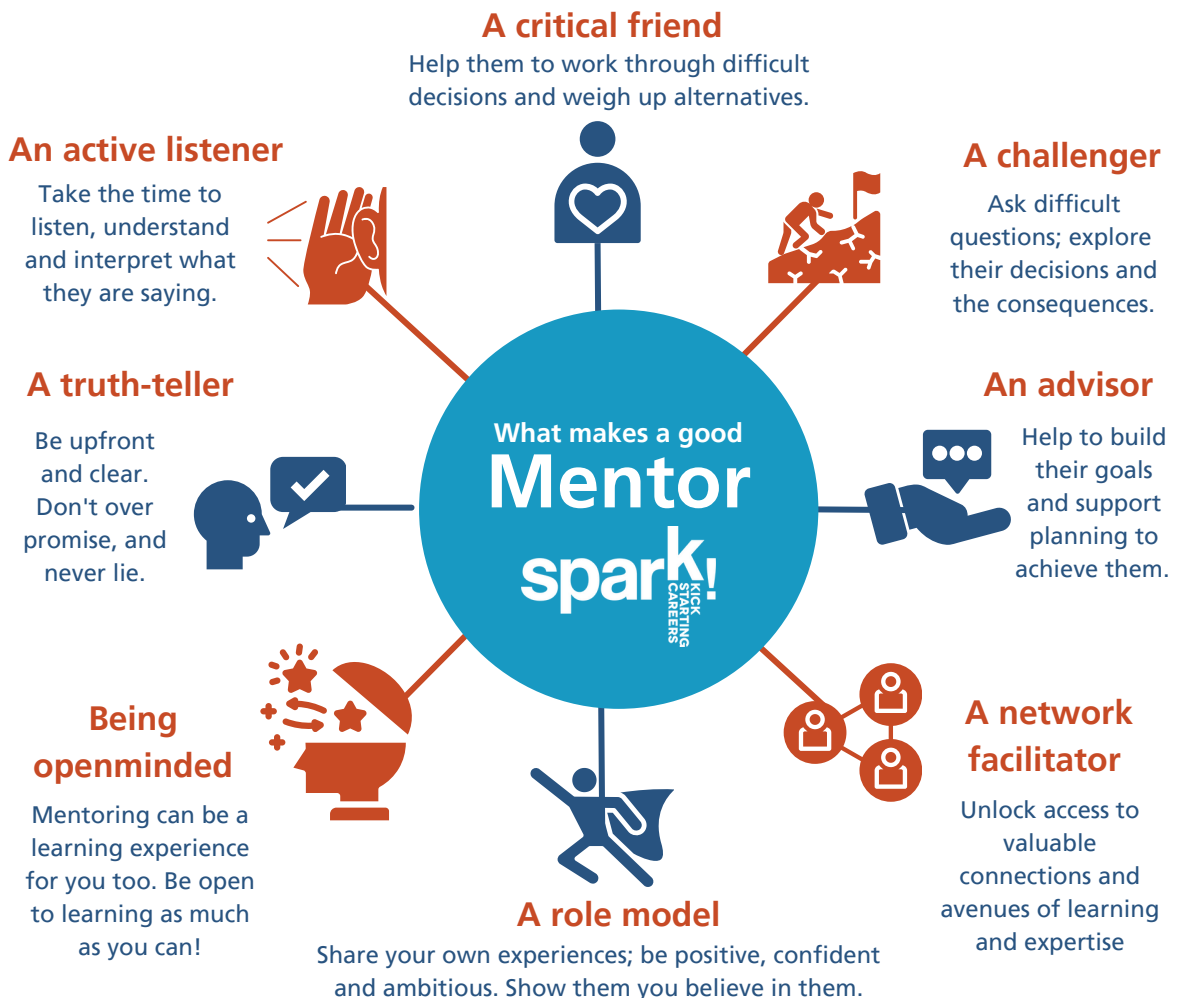 A critical friend
Help them to work through difficult
decisions and weigh up alternatives.
An active listener
Take the time to
listen, understand
and interpret what
they are saying.
A challenger
Ask difficult
questions; explore
their decisions and
the consequences.
A truth-teller
Be upfront
and clear.
Don't over
promise, and
never lie.
What makes a good
Mentor
spark!
KICK
STARTING
CAREERS
An advisor
Help to build
their goals
and support
planning to
achieve them.
Being
openminded
Mentoring can be a
learning experience
for you too. Be open
to learning as much
as you can!
A role model
Share your own experiences; be positive, confident
and ambitious. Show them you believe in them.
A network
facilitator
Unlock access to
valuable
connections and
avenues of learning
and expertise